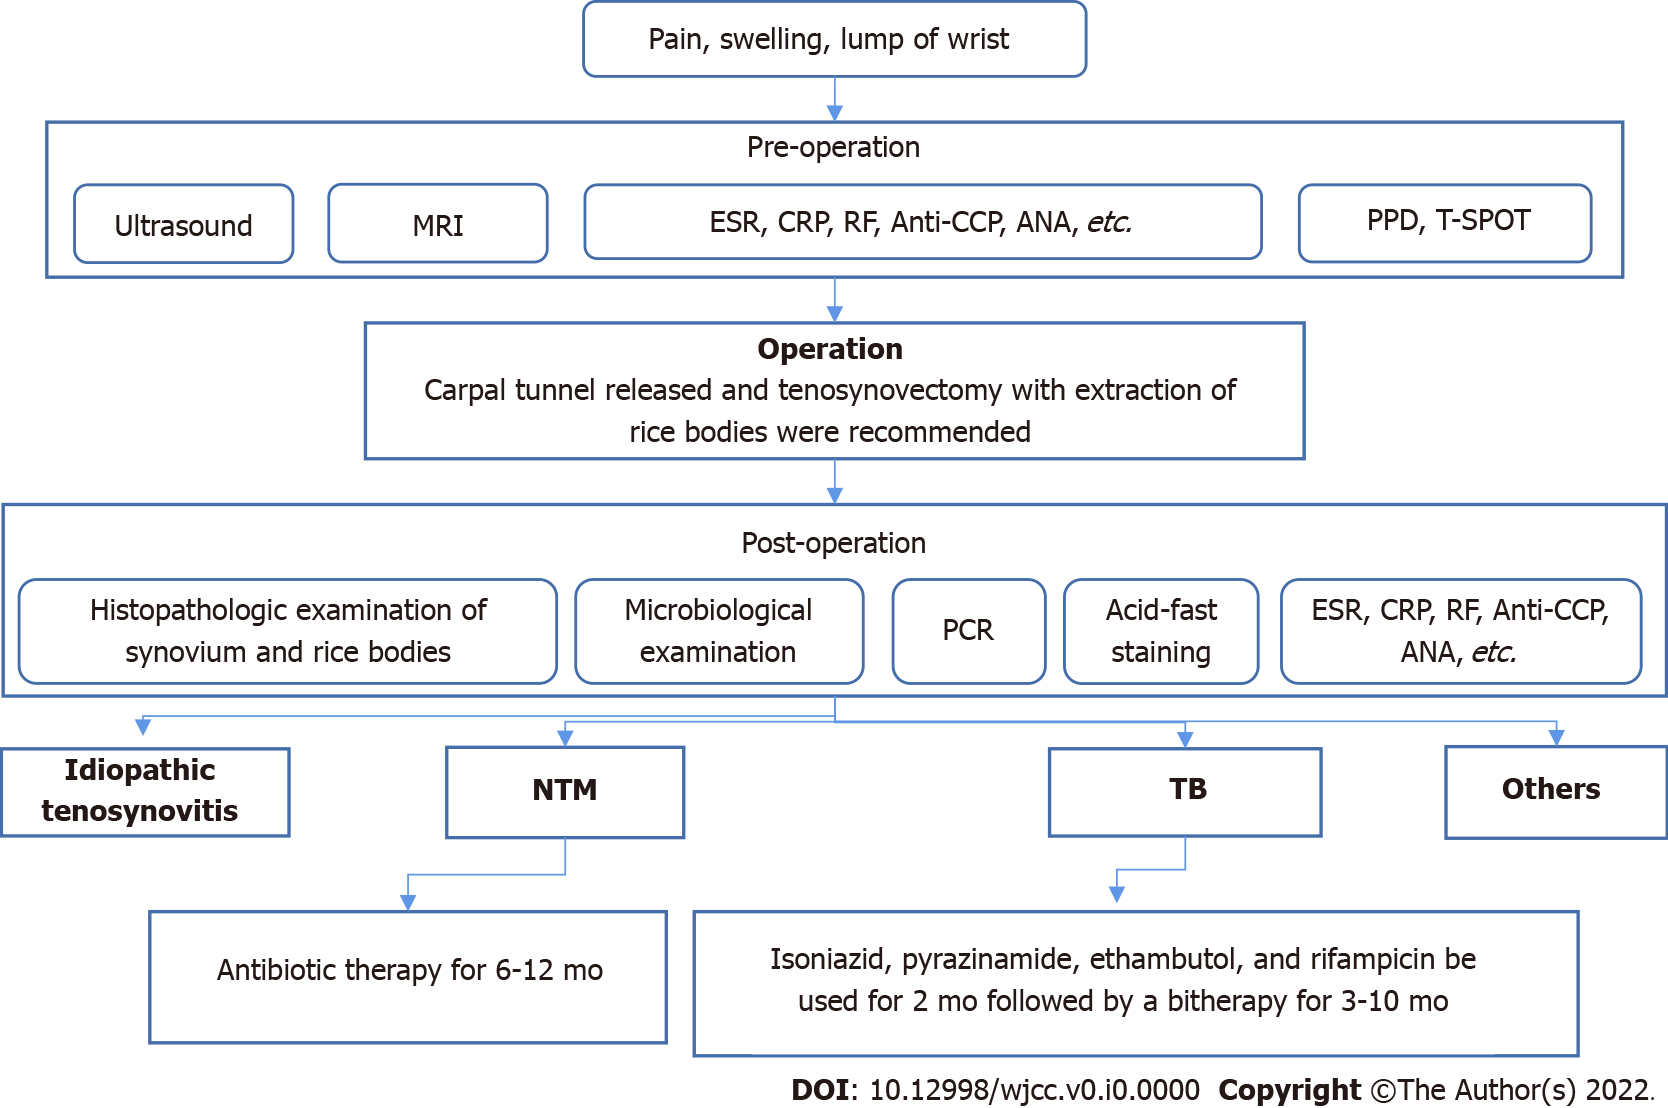 Pain, swelling, lump of wrist
Pre-operation
Ultrasound
MRI
ESR, CRP, RF, Anti-CCP, ANA, etc.
PPD, T-SPOT
Operation
Carpal tunnel released and tenosynovectomy with extraction of
rice bodies were recommended
Post-operation
Histopathologic examination of
synovium and rice bodies
Microbiological
examination
PCR
Acid-fast
staining
ESR, CRP, RF, Anti-CCP,
ANA, etc.
Idiopathic
tenosynovitis
NTM
TB
Others
Antibiotic therapy for 6-12 mo
Isoniazid, pyrazinamide, ethambutol, and rifampicin be
used for 2 mo followed by a bitherapy for 3-10 mo
DOI: 10.12998/wjcc.v0.i0.0000 Copyright ©The Author(s) 2022.